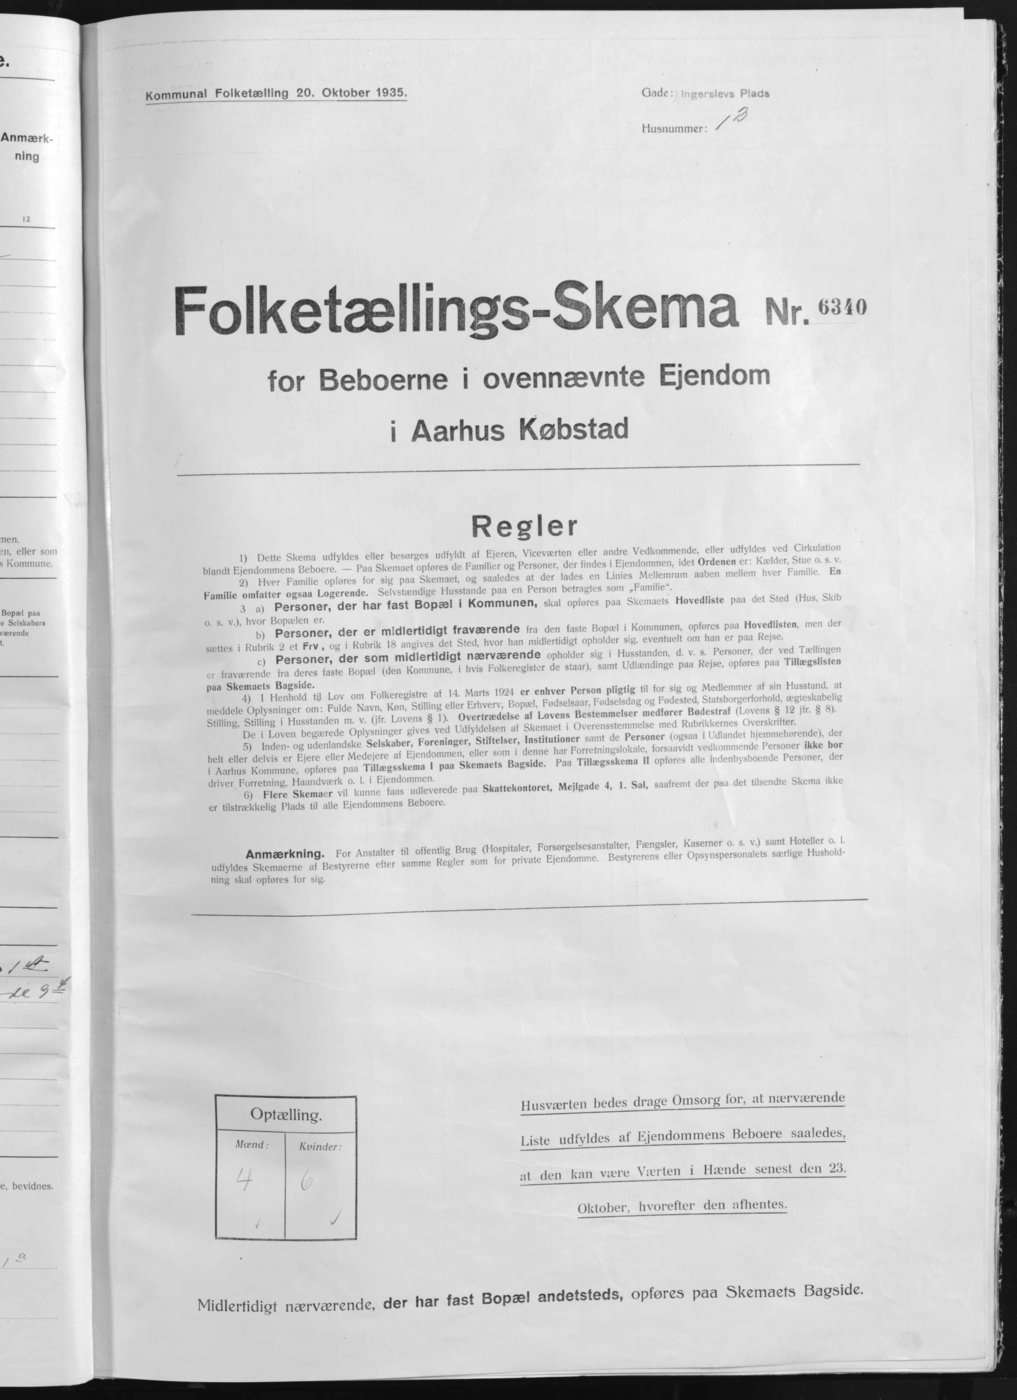 e.
Anmærk-
ning
12
men.
en, eller som
s Kommune.
Bopæl paa
e Selskabers
værende
t.
1ste
de 9de
e, bevidnes.
1 a
Kommunal Folketælling 20. Oktober 1935.
Gade: Ingerslevs Plads
Husnummer: 13
Folketællings-Skema Nr. 6340
for Beboerne i ovennævnte Ejendom
i Aarhus Købstad
Regler
1) Dette Skema udfyldes eller besørges udfyldt af Ejeren, Viceværten eller andre Vedkommende, eller udfyldes ved Cirkulation
blandt Ejendommens Beboere. — Paa Skemaet opføres de Familier og Personer, der findes i Ejendommen, idet Ordenen er: Kælder, Stue o. s. v.
2) Hver Familie opføres for sig paa Skemaet, og saaledes at der lades en Linies Mellemrum aaben mellem hver Familie. En
Familie omfatter ogsaa Logerende. Selvstændige Husstande paa en Person betragtes som „Familie“.
3 a) Personer, der har fast Bopæl i Kommunen, skal opføres paa Skemaets Hovedliste paa det Sted (Hus, Skib
o. s. v.), hvor Bopælen er.
b) Personer, der er midlertidigt fraværende fra den faste Bopæl i Kommunen, opføres paa Hovedlisten, men der
sættes i Rubrik 2 et Frv, og i Rubrik 18 angives det Sted, hvor han midlertidigt opholder sig, eventuelt om han er paa Rejse.
c) Personer, der som midlertidigt nærværende opholder sig i Husstanden, d. v. s. Personer, der ved Tællingen
er fraværende fra deres faste Bopæl (den Kommune, i hvis Folkeregister de staar), samt Udlændinge paa Rejse, opføres paa Tillægslisten
paa Skemaets Bagside.
4) I Henhold til Lov om Folkeregistre af 14. Marts 1924 er enhver Person pligtig til for sig og Medlemmer af sin Husstand, at
meddele Oplysninger om: Fulde Navn, Køn, Stilling eller Erhverv, Bopæl, Fødselsaar, Fødselsdag og Fødested, Statsborgerforhold, ægteskabelig
Stilling, Stilling i Husstanden m. v. (jfr. Lovens § 1). Overtrædelse af Lovens Bestemmelser medfører Bødestraf (Lovens § 12 jfr. § 8).
De i Loven begærede Oplysninger gives ved Udfyldelsen af Skemaet i Overensstemmelse med Rubrikkernes Overskrifter.
5) Inden- og udenlandske Selskaber, Foreninger, Stiftelser, Institutioner samt de Personer (ogsaa i Udlandet hjemmehørende), der
helt eller delvis er Ejere eller Medejere af Ejendommen, eller som i denne har Forretningslokale, forsaavidt vedkommende Personer ikke bor
i Aarhus Kommune, opføres paa Tillægsskema I paa Skemaets Bagside. Paa Tillægsskema II opføres alle indenbysboende Personer, der
driver Forretning, Haandværk o. l. i Ejendommen.
6) Flere Skemaer vil kunne faas udleverede paa Skattekontoret, Mejlgade 4, 1. Sal, saafremt der paa det tilsendte Skema ikke
er tilstrækkelig Plads til alle Ejendommens Beboere.
Anmærkning. For Anstalter til offentlig Brug (Hospitaler, Forsørgelsesanstalter, Fængsler, Kaserner o. s. v.) samt Hoteller o. l.
udfyldes Skemaerne af Bestyrerne efter samme Regler som for private Ejendomme. Bestyrerens eller Opsynspersonalets særlige Hushold-
ning skal opføres for sig.
Optælling.
Mænd: Kvinder:
4 6
Husværten bedes drage Omsorg for, at nærværende
Liste udfyldes af Ejendommens Beboere saaledes,
at den kan være Værten i Hænde senest den 23.
Oktober, hvorefter den afhentes.
Midlertidigt nærværende, der har fast Bopæl andetsteds, opføres paa Skemaets Bagside.